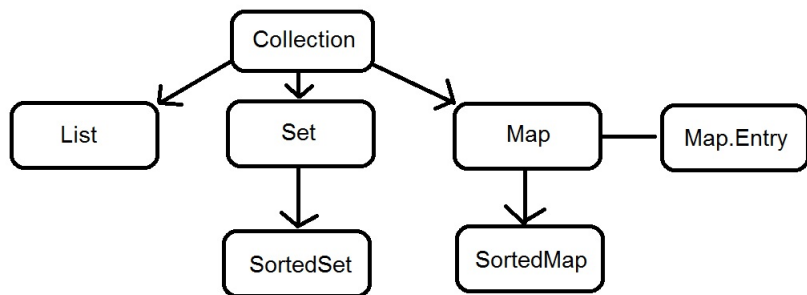 Collection
List
Set
Map
Map.Entry
SortedSet
SortedMap